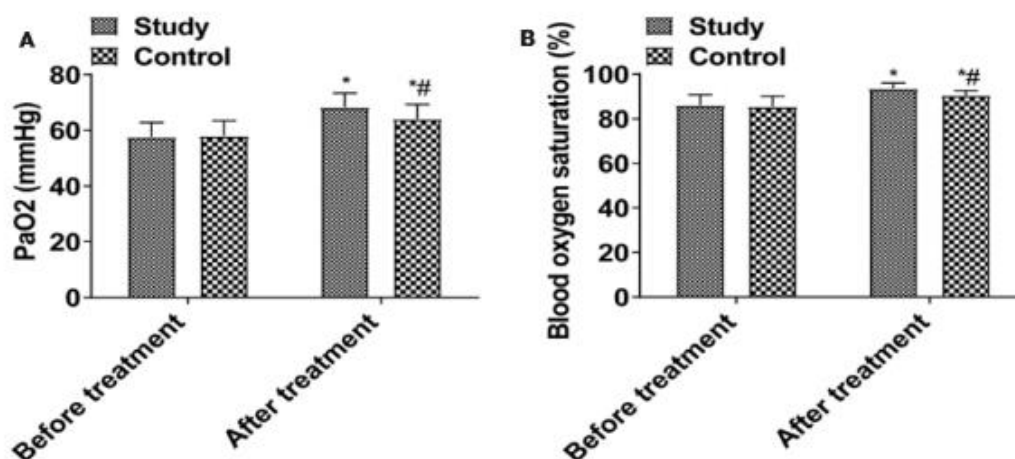 A
Study
Control
PaO2 (mmHg)
80
60
40
20
0
*
*#
Before treatment
After treatment
B
Study
Control
Blood oxygen saturation (%)
100
80
60
40
20
0
*
*#
Before treatment
After treatment